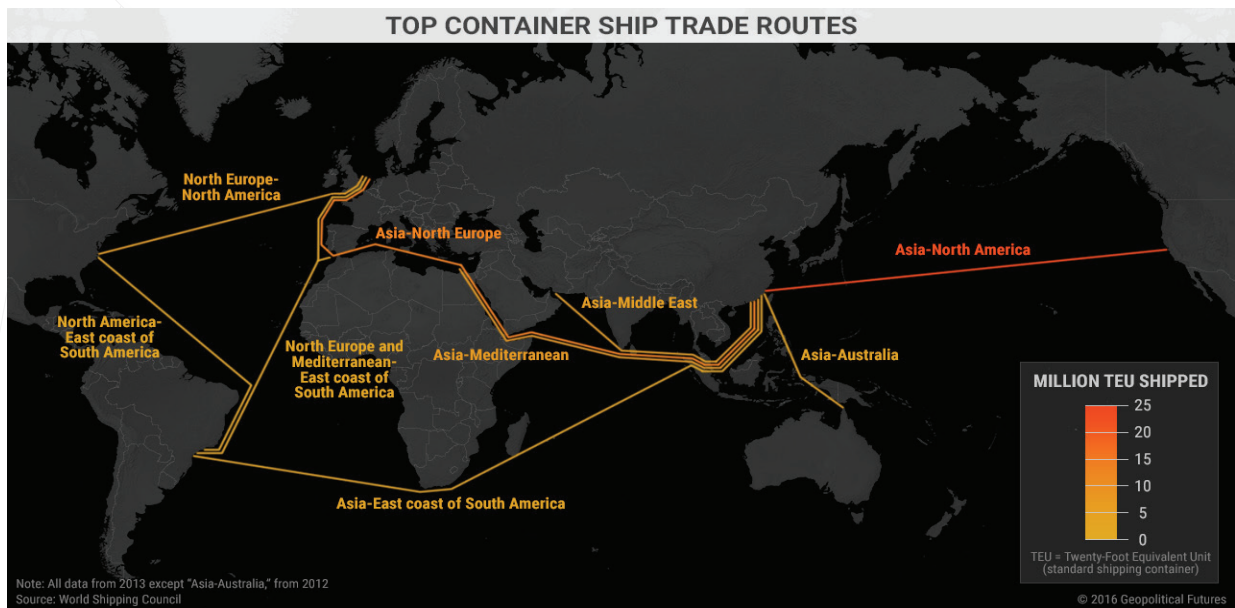 TOP CONTAINER SHIP TRADE ROUTES
North Europe-
North America
Asia-North Europe
Asia-North America
Asia-Middle East
North America-
East coast of
South America
North Europe and
Mediterranean-
East coast of
South America
Asia-Mediterranean
Asia-Australia
Asia-East coast of South America
MILLION TEU SHIPPED
25
20
15
10
5
0
TEU = Twenty-Foot Equivalent Unit
(standard shipping container)
Note: All data from 2013 except "Asia-Australia," from 2012
Source: World Shipping Council
© 2016 Geopolitical Futures